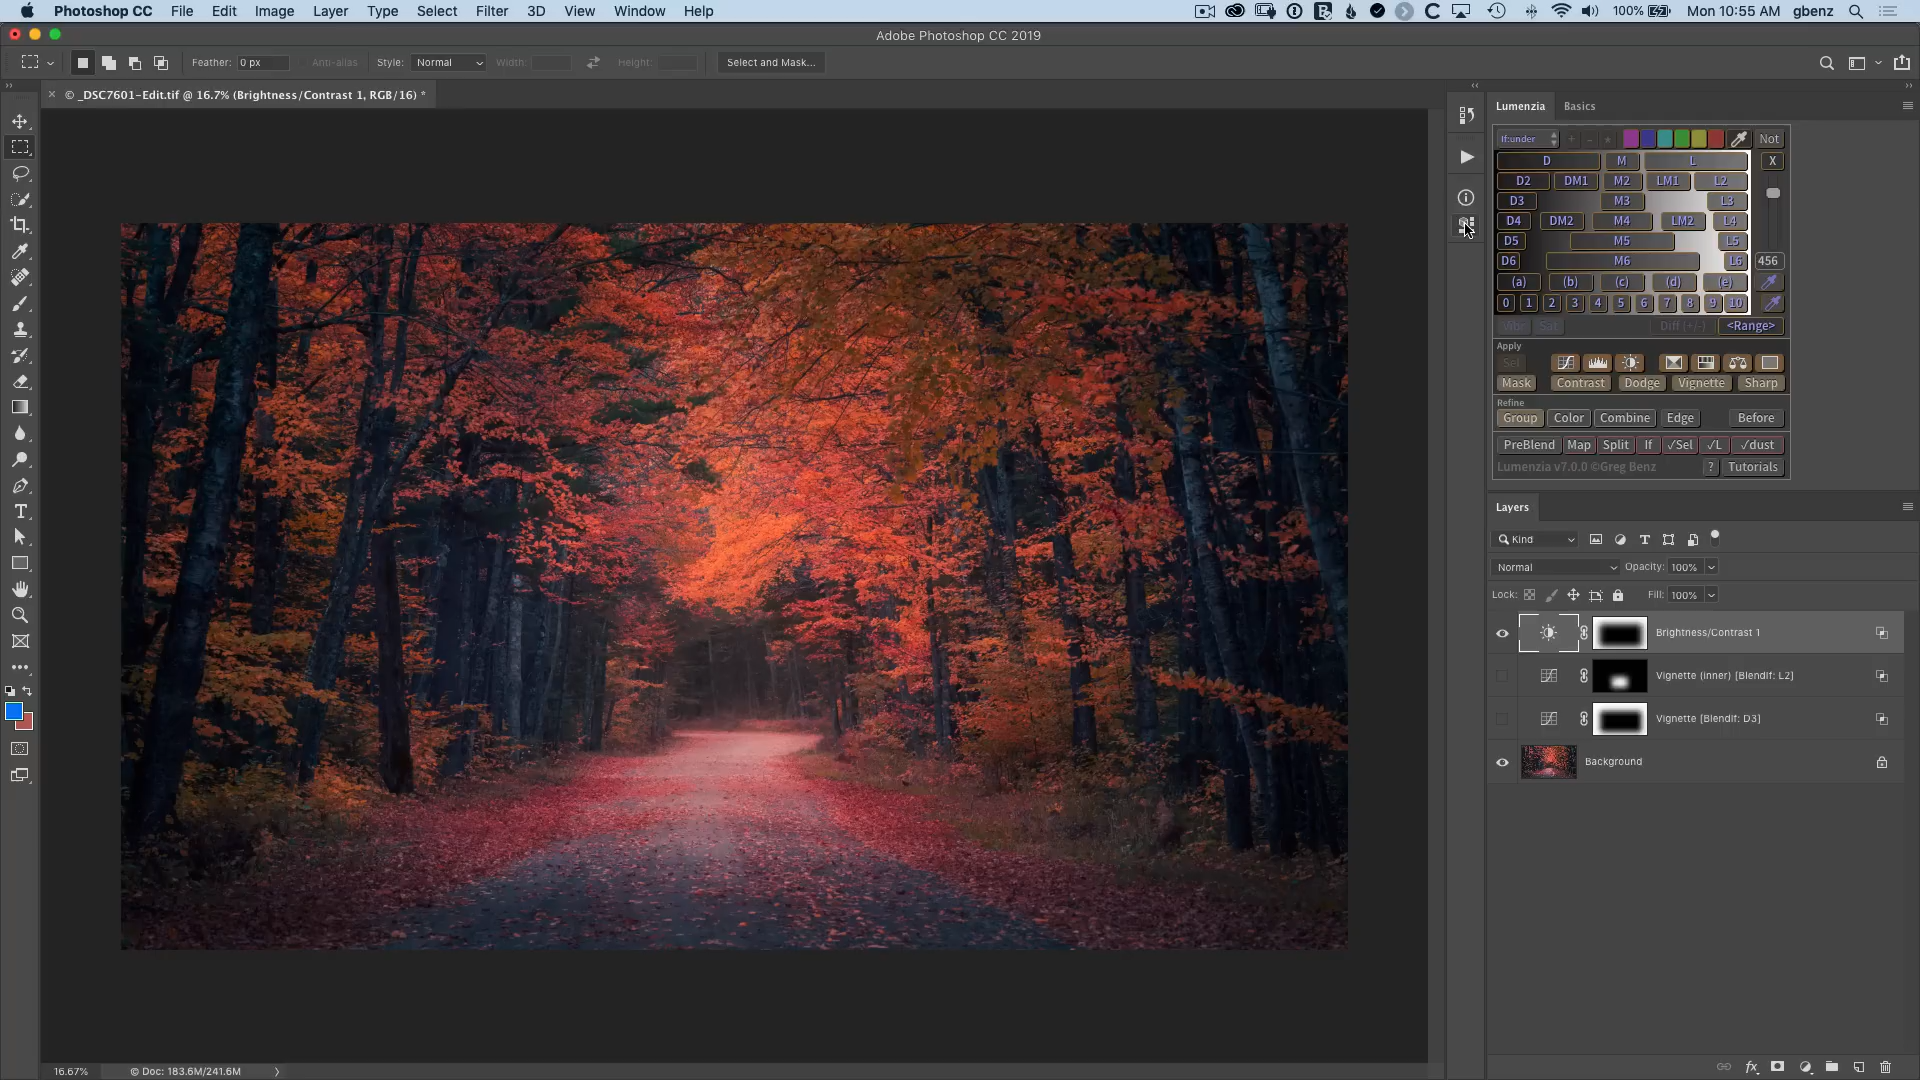 Photoshop CC File Edit Image Layer Type Select Filter 3D View Window Help 100% Mon 10:55 AM gbenz
Adobe Photoshop CC 2019
Feather: 0 px Anti-alias Style: Normal Width: Height: Select and Mask...
× © _DSC7601-Edit.tif @ 16.7% (Brightness/Contrast 1, RGB/16) *
Lumenzia Basics
If:under + - * Not
D M L X
D2 DM1 M2 LM1 L2
D3 M3 L3
D4 DM2 M4 LM2 L4
D5 M5 L5
D6 M6 L6 456
(a) (b) (c) (d) (e)
0 1 2 3 4 5 6 7 8 9 10
Sat Diff (+/-) <Range>
Apply
Sel
Mask Contrast Dodge Vignette Sharp
Refine
Group Color Combine Edge Before
PreBlend Map Split If √Sel √L √dust
Lumenzia v7.0.0 ©Greg Benz ? Tutorials
Layers
Kind
Normal Opacity: 100%
Lock: Fill: 100%
Brightness/Contrast 1
Vignette (inner) [BlendIf: L2]
Vignette [BlendIf: D3]
Background
16.67% © Doc: 183.6M/241.6M
fx